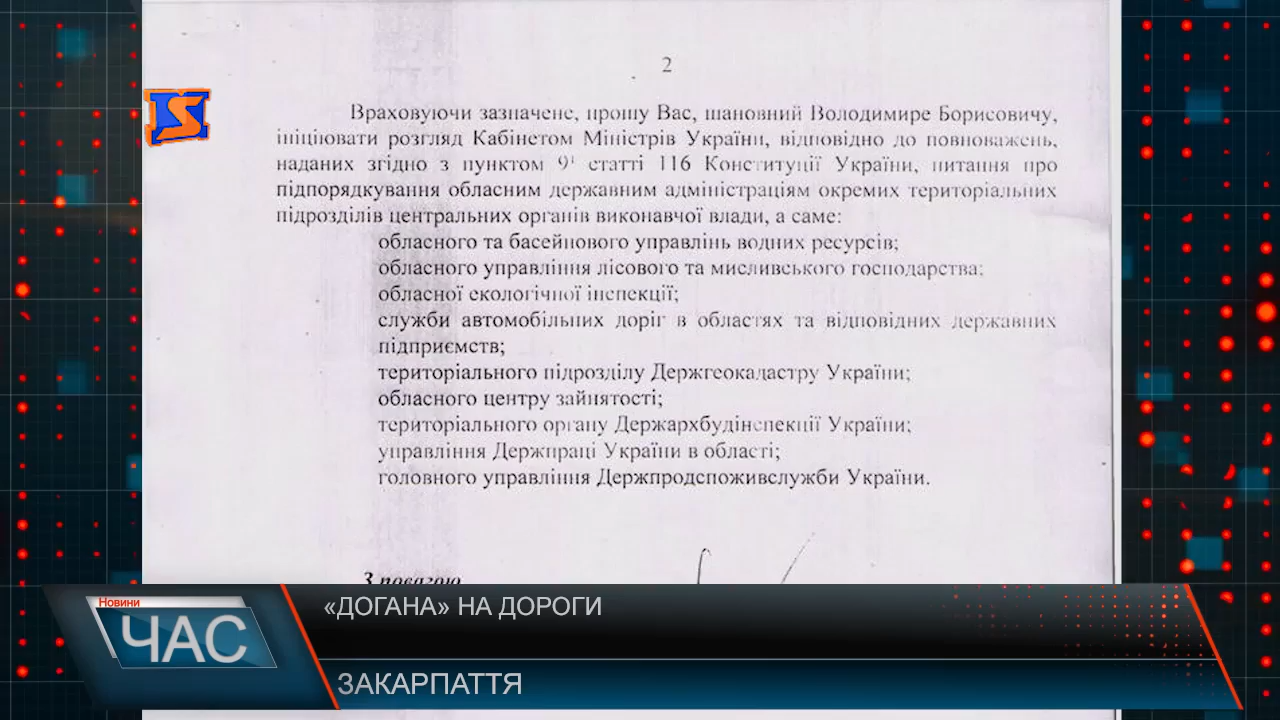 2
Враховуючи зазначене, прошу Вас, шановний Володимире Борисовичу,
ініціювати розгляд Кабінетом Міністрів України, відповідно до повноважень,
наданих згідно з пунктом 9¹ статті 116 Конституції України, питання про
підпорядкування обласним державним адміністраціям окремих територіальних
підрозділів центральних органів виконавчої влади, а саме:
обласного та басейнового управлінь водних ресурсів;
обласного управління лісового та мисливського господарства;
обласної екологічної інспекції;
служби автомобільних доріг в областях та відповідних державних
підприємств;
територіального підрозділу Держгеокадастру України;
обласного центру зайнятості;
територіального органу Держархбудінспекції України;
управління Держпраці України в області;
головного управління Держпродспоживслужби України.
З повагою
Новини
ЧАС
«ДОГАНА» НА ДОРОГИ
ЗАКАРПАТТЯ